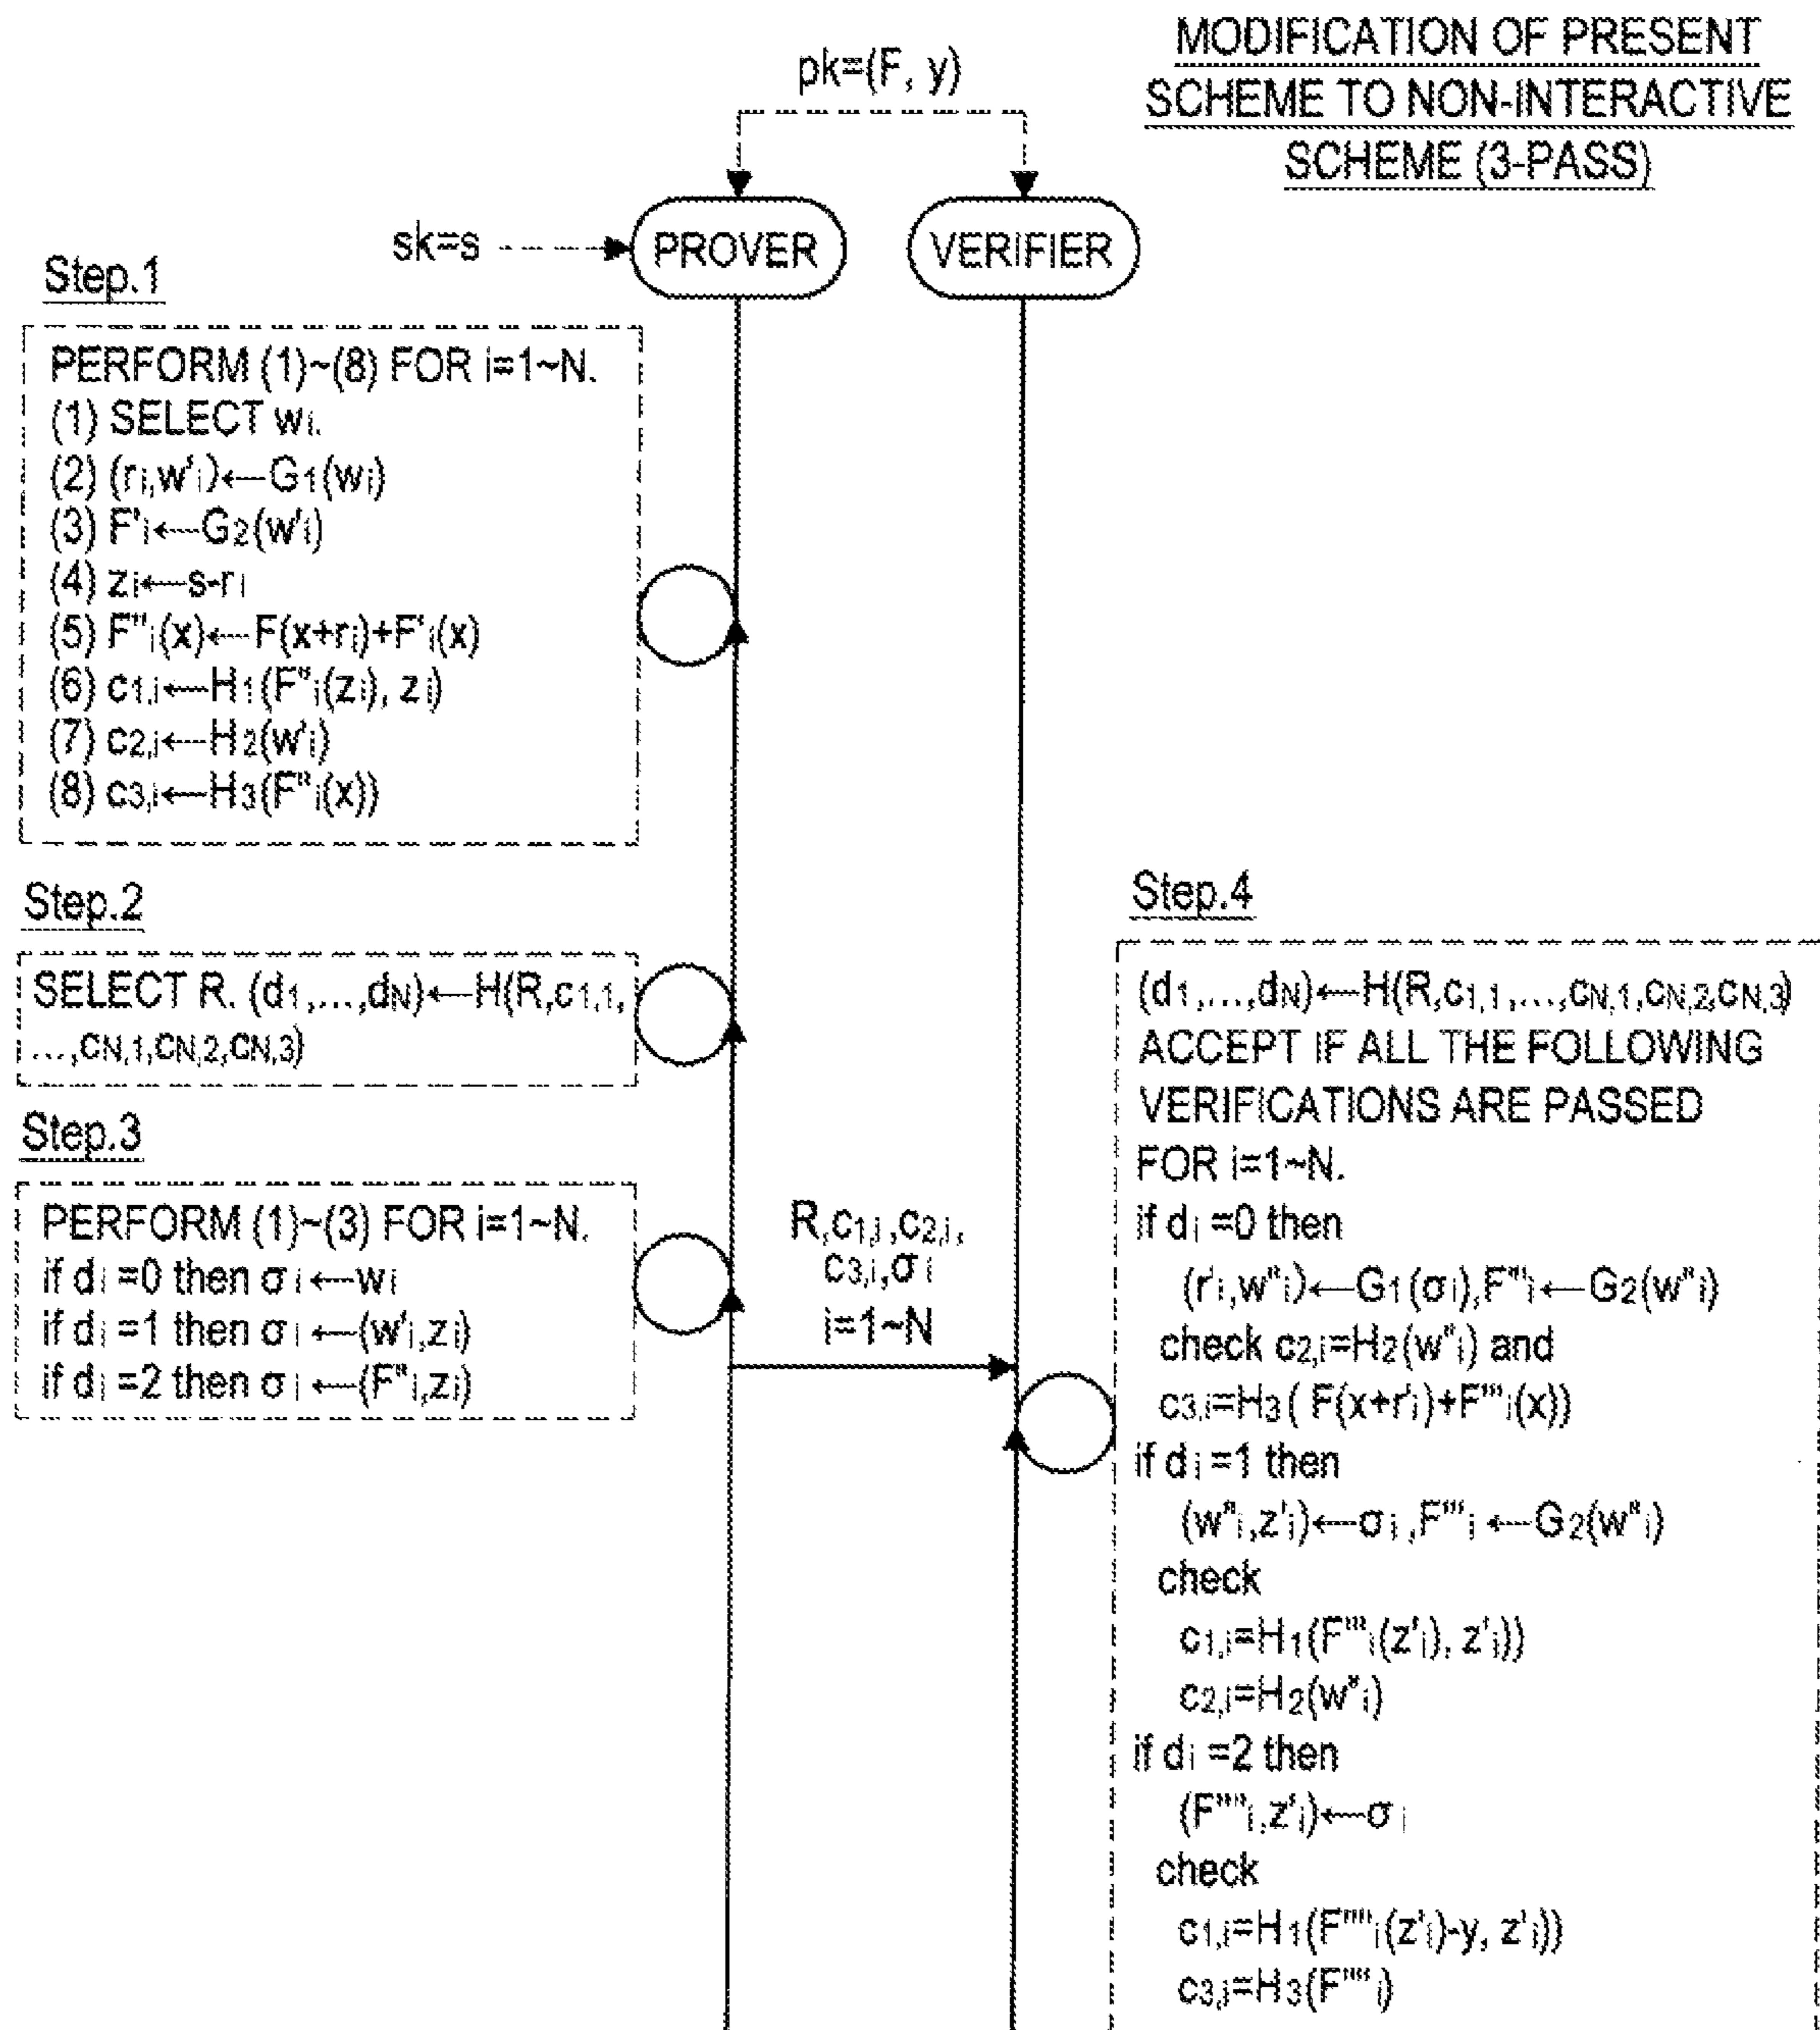 MODIFICATION OF PRESENT
SCHEME TO NON-INTERACTIVE
SCHEME (3-PASS)
pk=(F, y)
sk=s
PROVER
VERIFIER
Step.1
PERFORM (1)~(8) FOR i=1~N.
(1) SELECT wi.
(2) (ri,w'i)←G1(wi)
(3) F'i←G2(w'i)
(4) zi←s-ri
(5) F"i(x)←F(x+ri)+F'i(x)
(6) c1,i←H1(F"i(zi), zi)
(7) c2,i←H2(w'i)
(8) c3,i←H3(F"i(x))
Step.2
SELECT R. (d1,...,dN)←H(R,c1,1,
...,cN,1,cN,2,cN,3)
Step.3
PERFORM (1)~(3) FOR i=1~N.
if di =0 then σi←wi
if di =1 then σi←(w'i,zi)
if di =2 then σi←(F"i,zi)
R,c1,i,c2,i,
c3,i,σi
i=1~N
Step.4
(d1,...,dN)←H(R,c1,1,...,cN,1,cN,2,cN,3)
ACCEPT IF ALL THE FOLLOWING
VERIFICATIONS ARE PASSED
FOR i=1~N.
if di =0 then
(r'i,w"i)←G1(σi),F'''i←G2(w"i)
check c2,i=H2(w"i) and
c3,i=H3( F(x+r'i)+F'''i(x))
if di =1 then
(w"i,z'i)←σi ,F'''i ←G2(w"i)
check
c1,i=H1(F'''i(z'i), z'i))
c2,i=H2(w"i)
if di =2 then
(F""i,z'i)←σi
check
c1,i=H1(F""i(z'i)-y, z'i))
c3,i=H3(F""i)